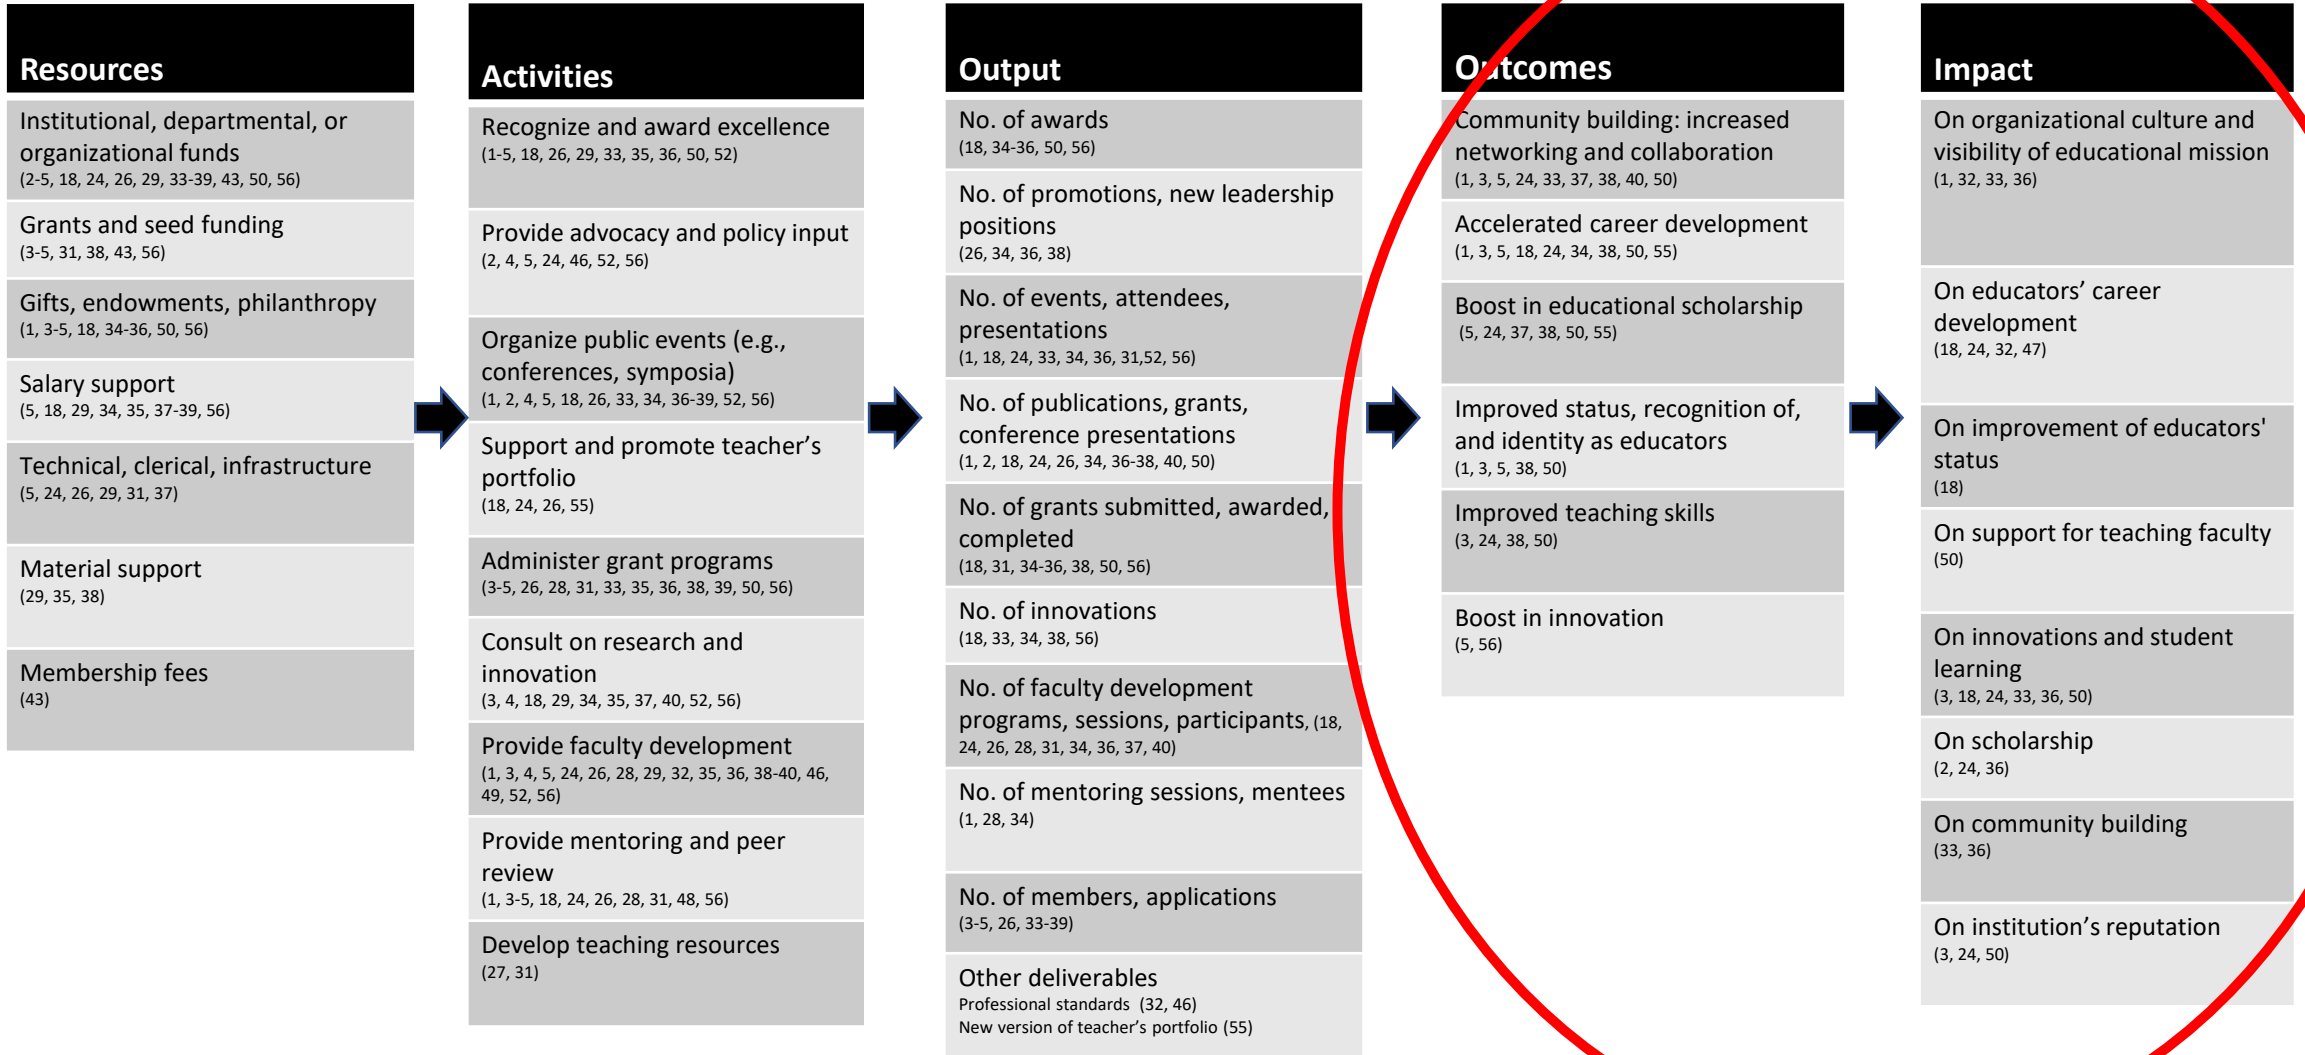 Resources
Institutional, departmental, or
organizational funds
(2-5, 18, 24, 26, 29, 33-39, 43, 50, 56)
Grants and seed funding
(3-5, 31, 38, 43, 56)
Gifts, endowments, philanthropy
(1, 3-5, 18, 34-36, 50, 56)
Salary support
(5, 18, 29, 34, 35, 37-39, 56)
Technical, clerical, infrastructure
(5, 24, 26, 29, 31, 37)
Material support
(29, 35, 38)
Membership fees
(43)
Activities
Recognize and award excellence
(1-5, 18, 26, 29, 33, 35, 36, 50, 52)
Provide advocacy and policy input
(2, 4, 5, 24, 46, 52, 56)
Organize public events (e.g.,
conferences, symposia)
(1, 2, 4, 5, 18, 26, 33, 34, 36-39, 52, 56)
Support and promote teacher’s
portfolio
(18, 24, 26, 55)
Administer grant programs
(3-5, 26, 28, 31, 33, 35, 36, 38, 39, 50, 56)
Consult on research and
innovation
(3, 4, 18, 29, 34, 35, 37, 40, 52, 56)
Provide faculty development
(1, 3, 4, 5, 24, 26, 28, 29, 32, 35, 36, 38-40, 46,
49, 52, 56)
Provide mentoring and peer
review
(1, 3-5, 18, 24, 26, 28, 31, 48, 56)
Develop teaching resources
(27, 31)
Output
No. of awards
(18, 34-36, 50, 56)
No. of promotions, new leadership
positions
(26, 34, 36, 38)
No. of events, attendees,
presentations
(1, 18, 24, 33, 34, 36, 31,52, 56)
No. of publications, grants,
conference presentations
(1, 2, 18, 24, 26, 34, 36-38, 40, 50)
No. of grants submitted, awarded,
completed
(18, 31, 34-36, 38, 50, 56)
No. of innovations
(18, 33, 34, 38, 56)
No. of faculty development
programs, sessions, participants, (18,
24, 26, 28, 31, 34, 36, 37, 40)
No. of mentoring sessions, mentees
(1, 28, 34)
No. of members, applications
(3-5, 26, 33-39)
Other deliverables
Professional standards (32, 46)
New version of teacher’s portfolio (55)
Outcomes
Community building: increased
networking and collaboration
(1, 3, 5, 24, 33, 37, 38, 40, 50)
Accelerated career development
(1, 3, 5, 18, 24, 34, 38, 50, 55)
Boost in educational scholarship
(5, 24, 37, 38, 50, 55)
Improved status, recognition of,
and identity as educators
(1, 3, 5, 38, 50)
Improved teaching skills
(3, 24, 38, 50)
Boost in innovation
(5, 56)
Impact
On organizational culture and
visibility of educational mission
(1, 32, 33, 36)
On educators’ career
development
(18, 24, 32, 47)
On improvement of educators'
status
(18)
On support for teaching faculty
(50)
On innovations and student
learning
(3, 18, 24, 33, 36, 50)
On scholarship
(2, 24, 36)
On community building
(33, 36)
On institution’s reputation
(3, 24, 50)